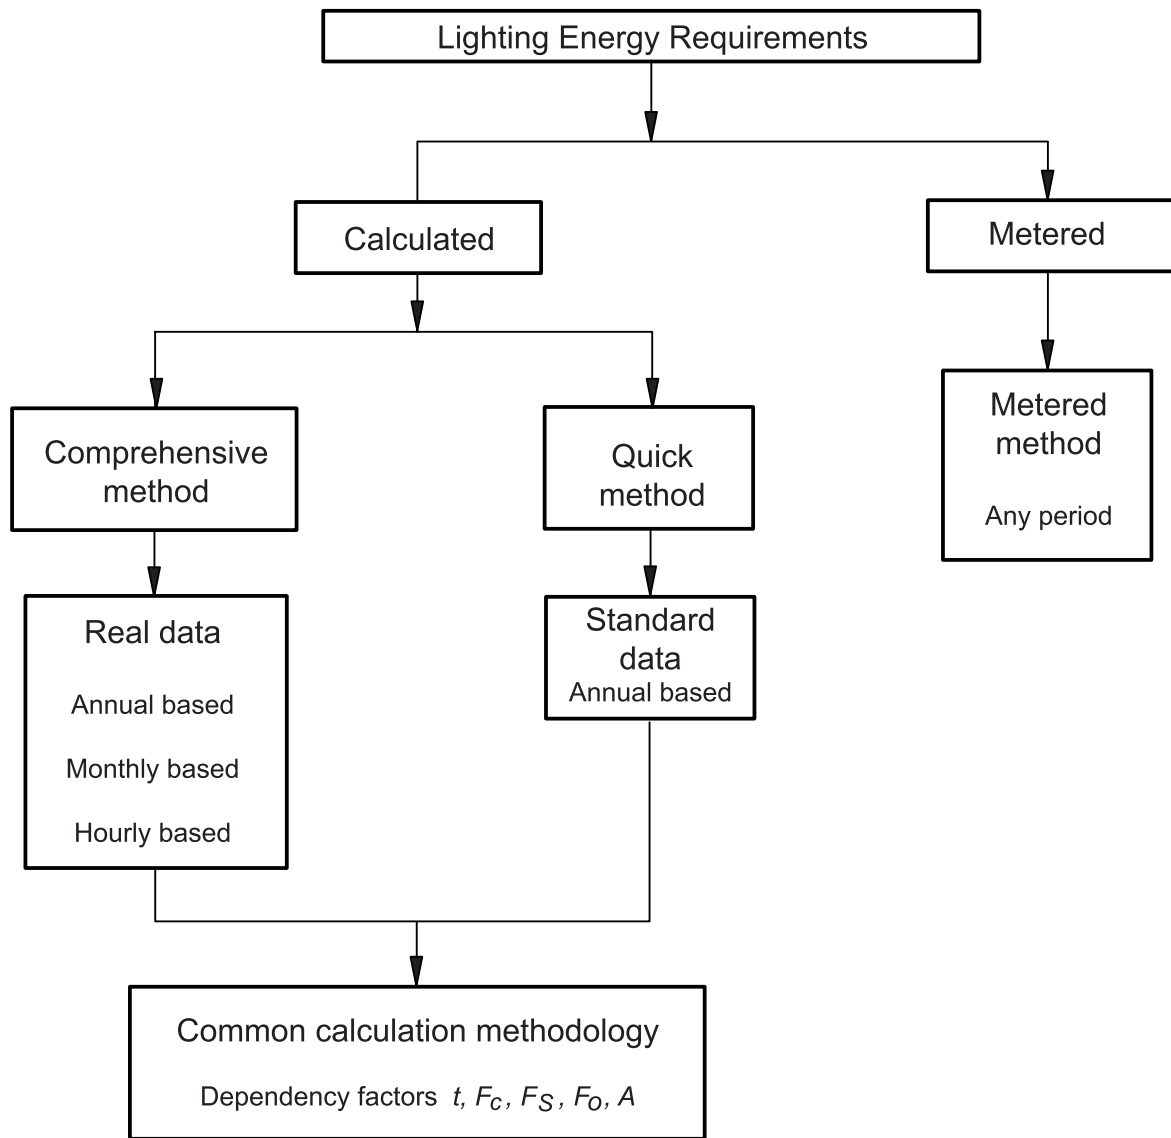 Lighting Energy Requirements
Calculated
Metered
Comprehensive
method
Quick
method
Metered
method
Any period
Real data
Annual based
Monthly based
Hourly based
Standard
data
Annual based
Common calculation methodology
Dependency factors t, Fc, FS, FO, A